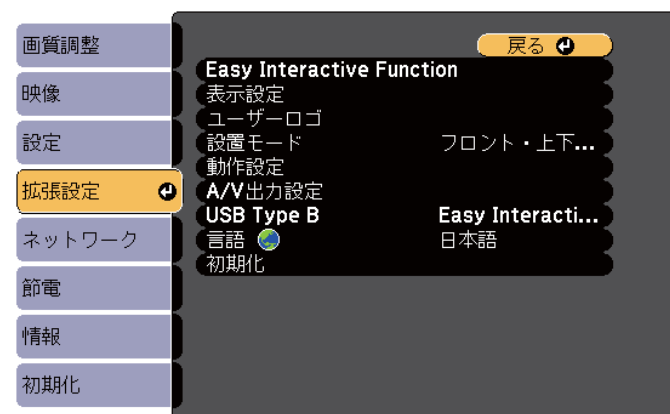 画質調整
映像
設定
拡張設定
ネットワーク
節電
情報
初期化
戻る
Easy Interactive Function
表示設定
ユーザーロゴ
設置モード フロント・上下...
動作設定
A/V出力設定
USB Type B Easy Interacti...
言語 日本語
初期化